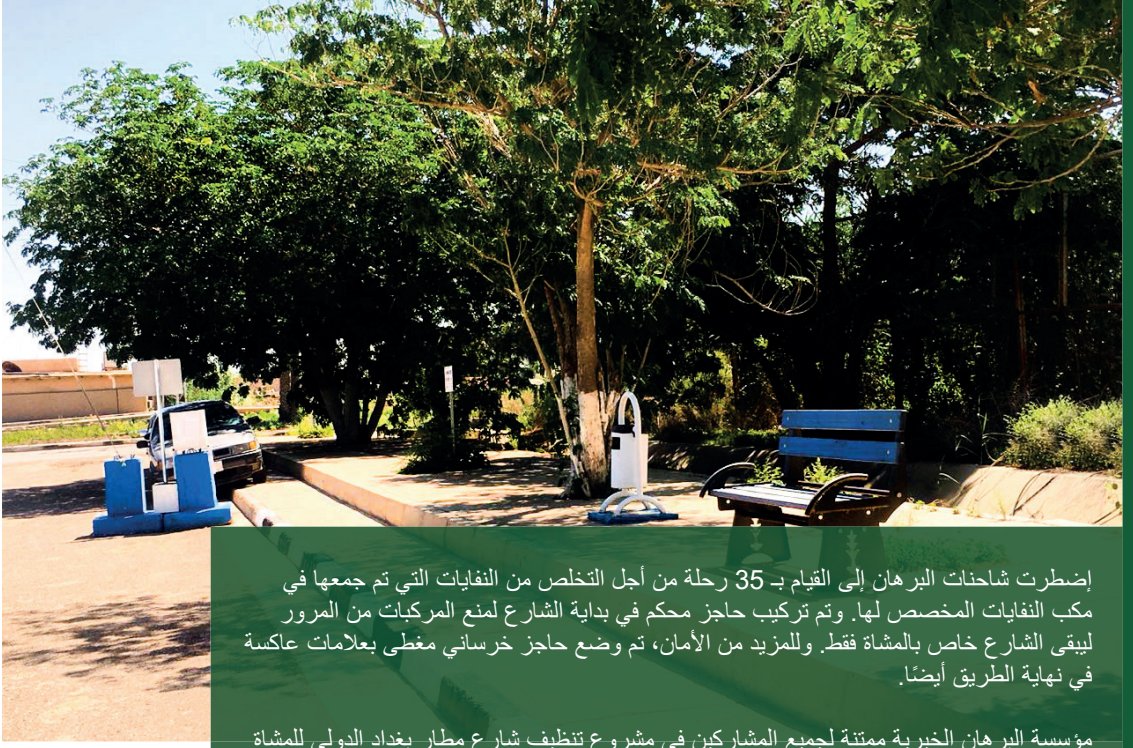 إضطرت شاحنات البرهان إلى القيام بـ 35 رحلة من أجل التخلص من النفايات التي تم جمعها في
مكب النفايات المخصص لها. وتم تركيب حاجز محكم في بداية الشارع لمنع المركبات من المرور
ليبقى الشارع خاص بالمشاة فقط. وللمزيد من الأمان، تم وضع حاجز خرساني مغطى بعلامات عاكسة
في نهاية الطريق أيضًا.
مؤسسة البرهان الخيرية ممتنة لجميع المشاركين في مشروع تنظيف شارع مطار بغداد الدولي للمشاة